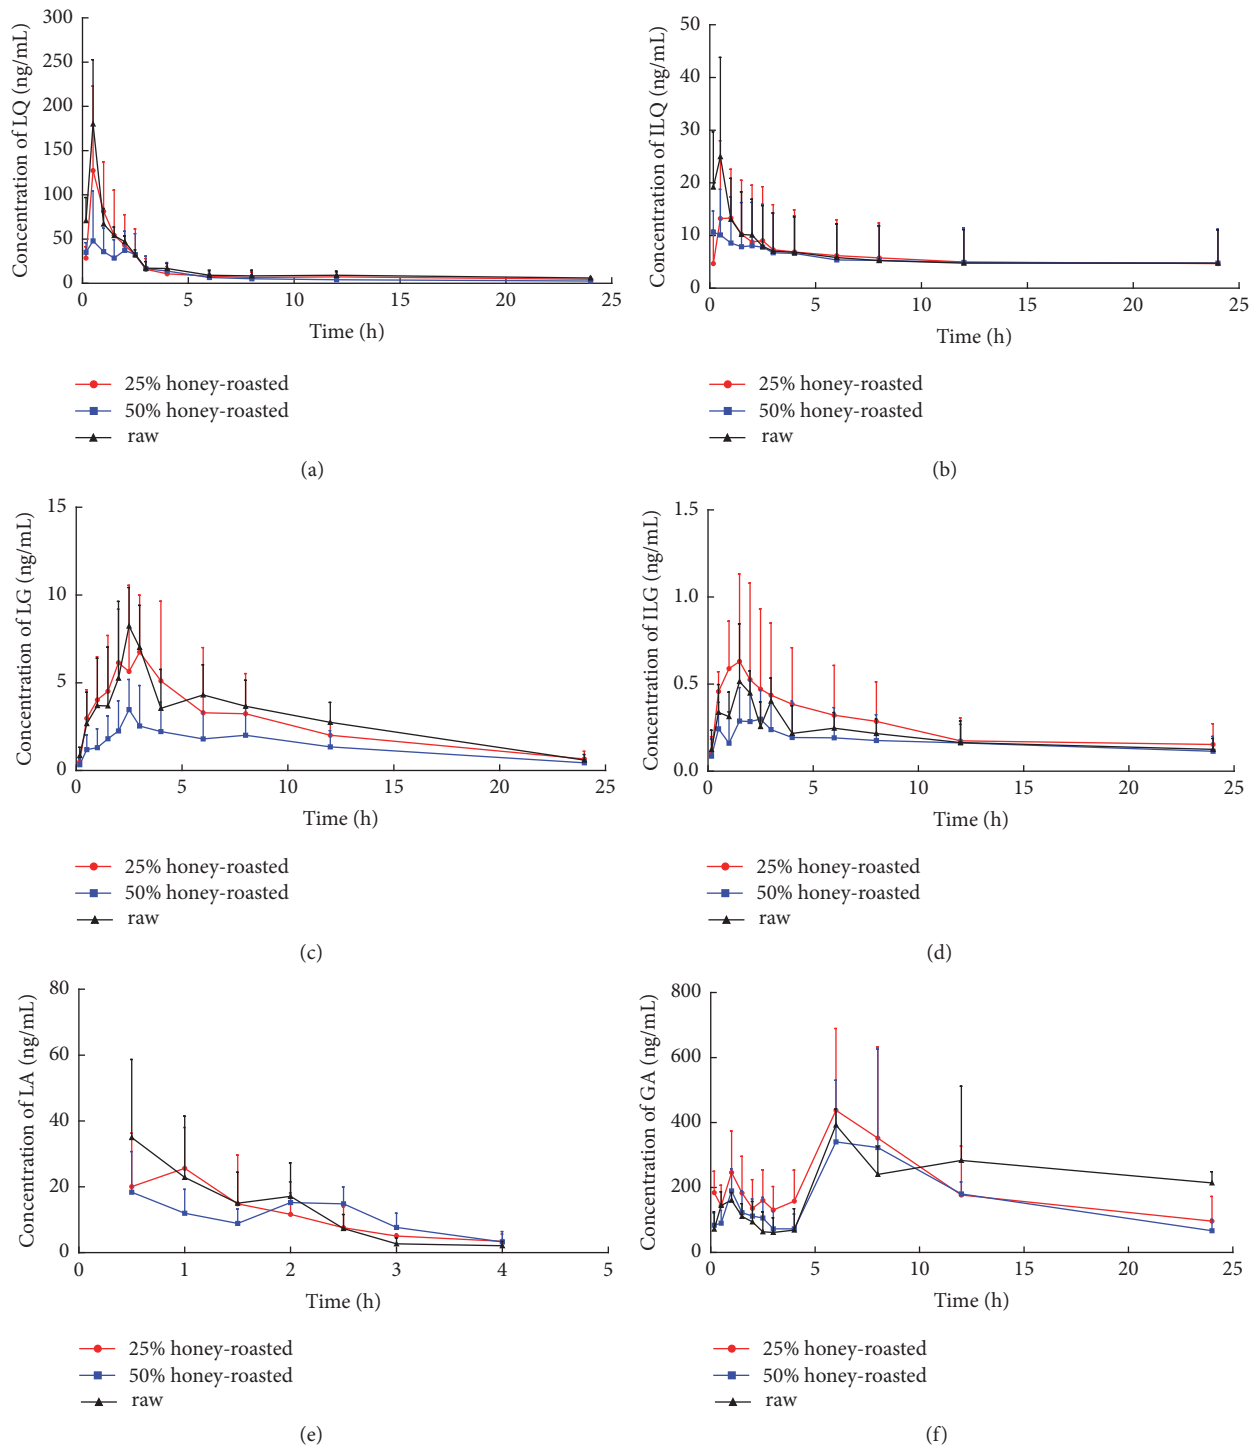 Concentration of LQ (ng/mL)
300
250
200
150
100
50
0
0 5 10 15 20 25
Time (h)
25% honey-roasted
50% honey-roasted
raw
(a)
Concentration of ILQ (ng/mL)
50
40
30
20
10
0
0 5 10 15 20 25
Time (h)
25% honey-roasted
50% honey-roasted
raw
(b)
Concentration of LG (ng/mL)
15
10
5
0
0 5 10 15 20 25
Time (h)
25% honey-roasted
50% honey-roasted
raw
(c)
Concentration of ILG (ng/mL)
1.5
1.0
0.5
0.0
0 5 10 15 20 25
Time (h)
25% honey-roasted
50% honey-roasted
raw
(d)
Concentration of LA (ng/mL)
80
60
40
20
0
0 1 2 3 4 5
Time (h)
25% honey-roasted
50% honey-roasted
raw
(e)
Concentration of GA (ng/mL)
800
600
400
200
0
0 5 10 15 20 25
Time (h)
25% honey-roasted
50% honey-roasted
raw
(f)